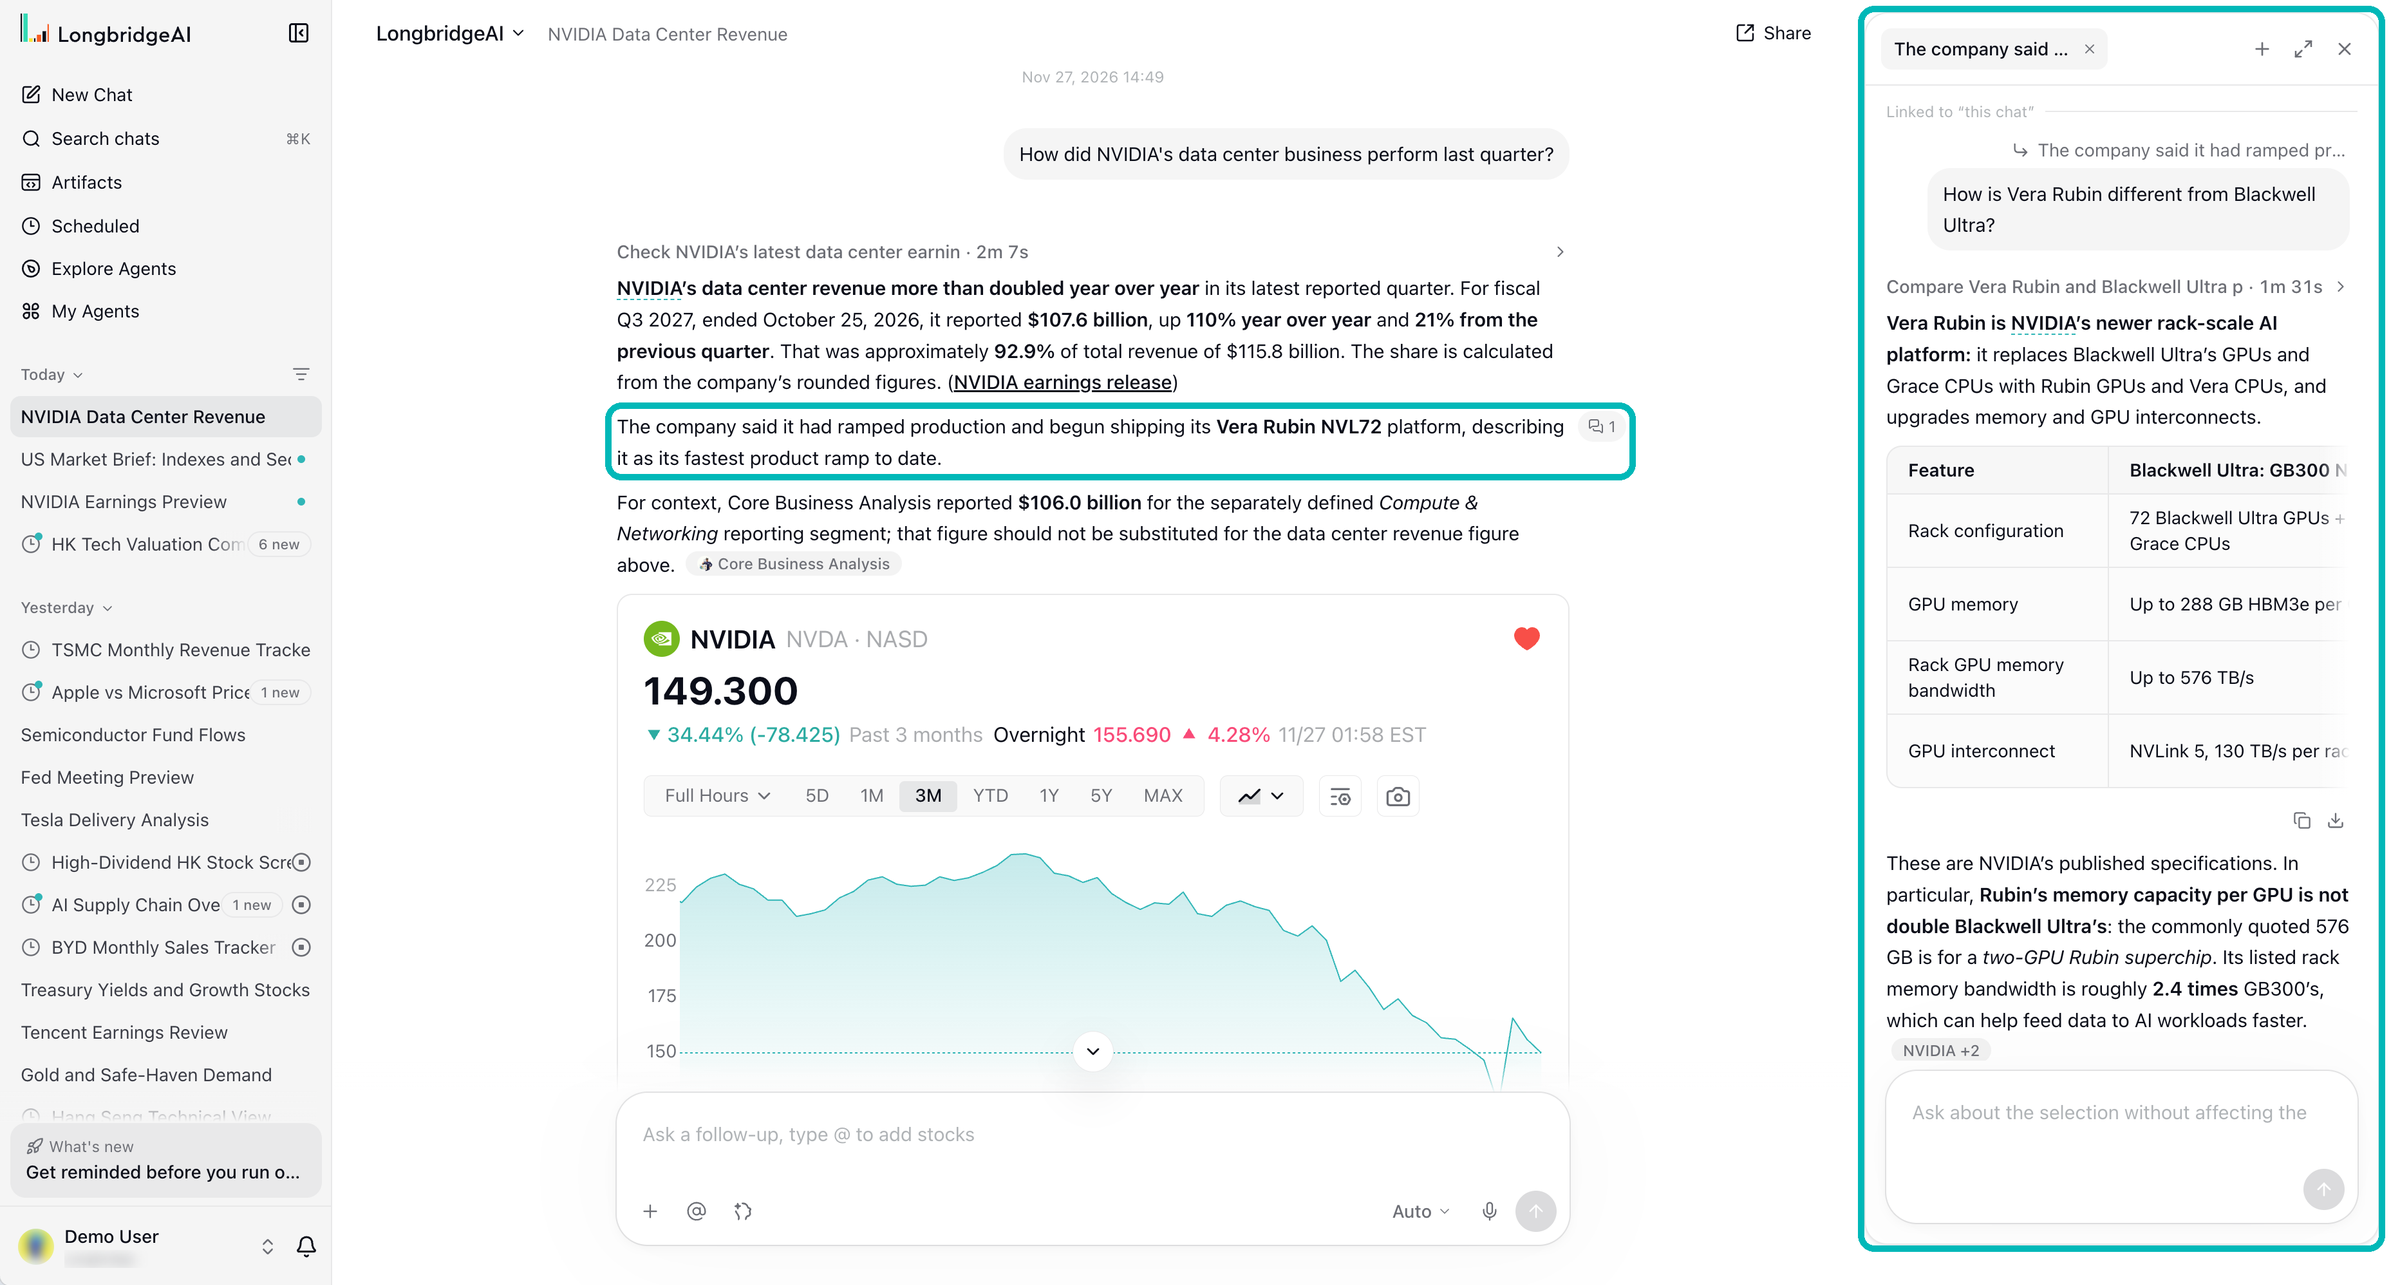 LongbridgeAI
New Chat
Search chats ⌘K
Artifacts
Scheduled
Explore Agents
My Agents
Today
NVIDIA Data Center Revenue
US Market Brief: Indexes and Sec
NVIDIA Earnings Preview
HK Tech Valuation Com 6 new
Yesterday
TSMC Monthly Revenue Tracke
Apple vs Microsoft Price 1 new
Semiconductor Fund Flows
Fed Meeting Preview
Tesla Delivery Analysis
High-Dividend HK Stock Scre
AI Supply Chain Ove 1 new
BYD Monthly Sales Tracker
Treasury Yields and Growth Stocks
Tencent Earnings Review
Gold and Safe-Haven Demand
Hang Seng Technical View
What's new
Get reminded before you run o...
Demo User
LongbridgeAI NVIDIA Data Center Revenue
Share
Nov 27, 2026 14:49
How did NVIDIA's data center business perform last quarter?
Check NVIDIA's latest data center earnin · 2m 7s
NVIDIA's data center revenue more than doubled year over year in its latest reported quarter. For fiscal
Q3 2027, ended October 25, 2026, it reported $107.6 billion, up 110% year over year and 21% from the
previous quarter. That was approximately 92.9% of total revenue of $115.8 billion. The share is calculated
from the company's rounded figures. (NVIDIA earnings release)
The company said it had ramped production and begun shipping its Vera Rubin NVL72 platform, describing 1
it as its fastest product ramp to date.
For context, Core Business Analysis reported $106.0 billion for the separately defined Compute &
Networking reporting segment; that figure should not be substituted for the data center revenue figure
above. Core Business Analysis
NVIDIA NVDA · NASD
149.300
▼ 34.44% (-78.425) Past 3 months Overnight 155.690 ▲ 4.28% 11/27 01:58 EST
Full Hours 5D 1M 3M YTD 1Y 5Y MAX
225
200
175
150
Ask a follow-up, type @ to add stocks
Auto
The company said ...
Linked to “this chat”
The company said it had ramped pr...
How is Vera Rubin different from Blackwell
Ultra?
Compare Vera Rubin and Blackwell Ultra p · 1m 31s
Vera Rubin is NVIDIA's newer rack-scale AI
platform: it replaces Blackwell Ultra's GPUs and
Grace CPUs with Rubin GPUs and Vera CPUs, and
upgrades memory and GPU interconnects.
Feature Blackwell Ultra: GB300 N
Rack configuration 72 Blackwell Ultra GPUs +
Grace CPUs
GPU memory Up to 288 GB HBM3e per
Rack GPU memory
bandwidth Up to 576 TB/s
GPU interconnect NVLink 5, 130 TB/s per rac
These are NVIDIA's published specifications. In
particular, Rubin's memory capacity per GPU is not
double Blackwell Ultra's: the commonly quoted 576
GB is for a two-GPU Rubin superchip. Its listed rack
memory bandwidth is roughly 2.4 times GB300's,
which can help feed data to AI workloads faster.
NVIDIA +2
Ask about the selection without affecting the